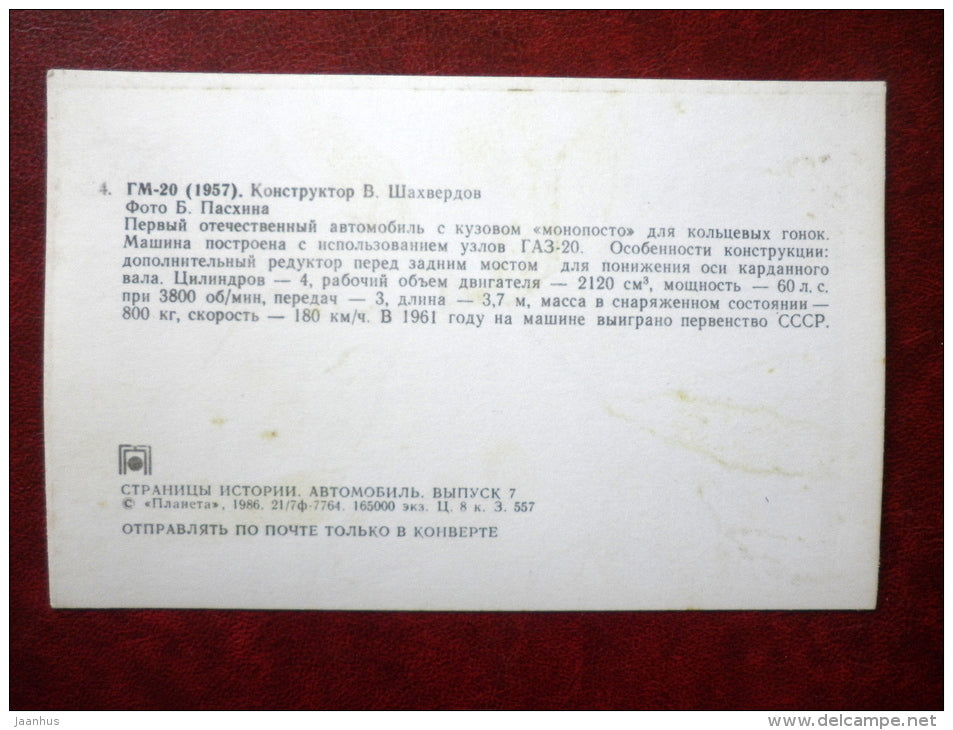 4. ГМ-20 (1957). Конструктор В. Шахвердов
Фото Б. Пасхина
Первый отечественный автомобиль с кузовом «монопосто» для кольцевых гонок.
Машина построена с использованием узлов ГАЗ-20. Особенности конструкции:
дополнительный редуктор перед задним мостом для понижения оси карданного
вала. Цилиндров — 4, рабочий объем двигателя — 2120 см³, мощность — 60 л. с.
при 3800 об/мин, передач — 3, длина — 3,7 м, масса в снаряженном состоянии —
800 кг, скорость — 180 км/ч. В 1961 году на машине выиграно первенство СССР.
СТРАНИЦЫ ИСТОРИИ. АВТОМОБИЛЬ. ВЫПУСК 7
© «Планета», 1986. 21/7ф-7764. 165000 экз. Ц. 8 к. З. 557
ОТПРАВЛЯТЬ ПО ПОЧТЕ ТОЛЬКО В КОНВЕРТЕ
jaanhus
www.delcampe.net